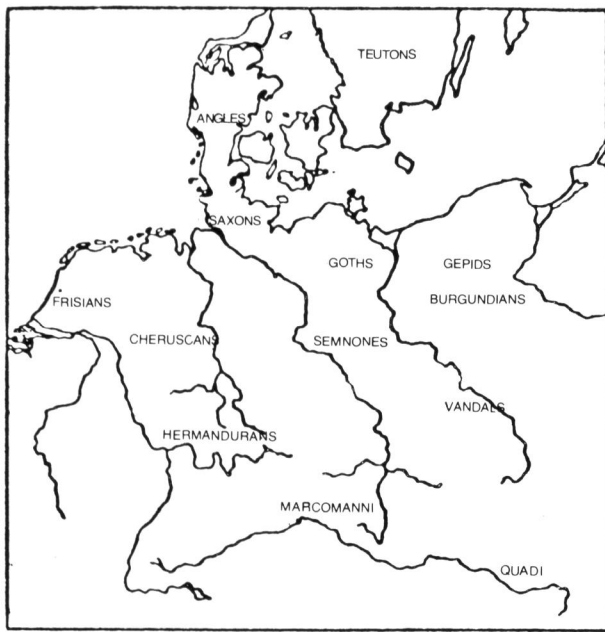 TEUTONS
ANGLES
SAXONS
GOTHS
GEPIDS
FRISIANS
BURGUNDIANS
CHERUSCANS
SEMNONES
VANDALS
HERMANDURANS
MARCOMANNI
QUADI